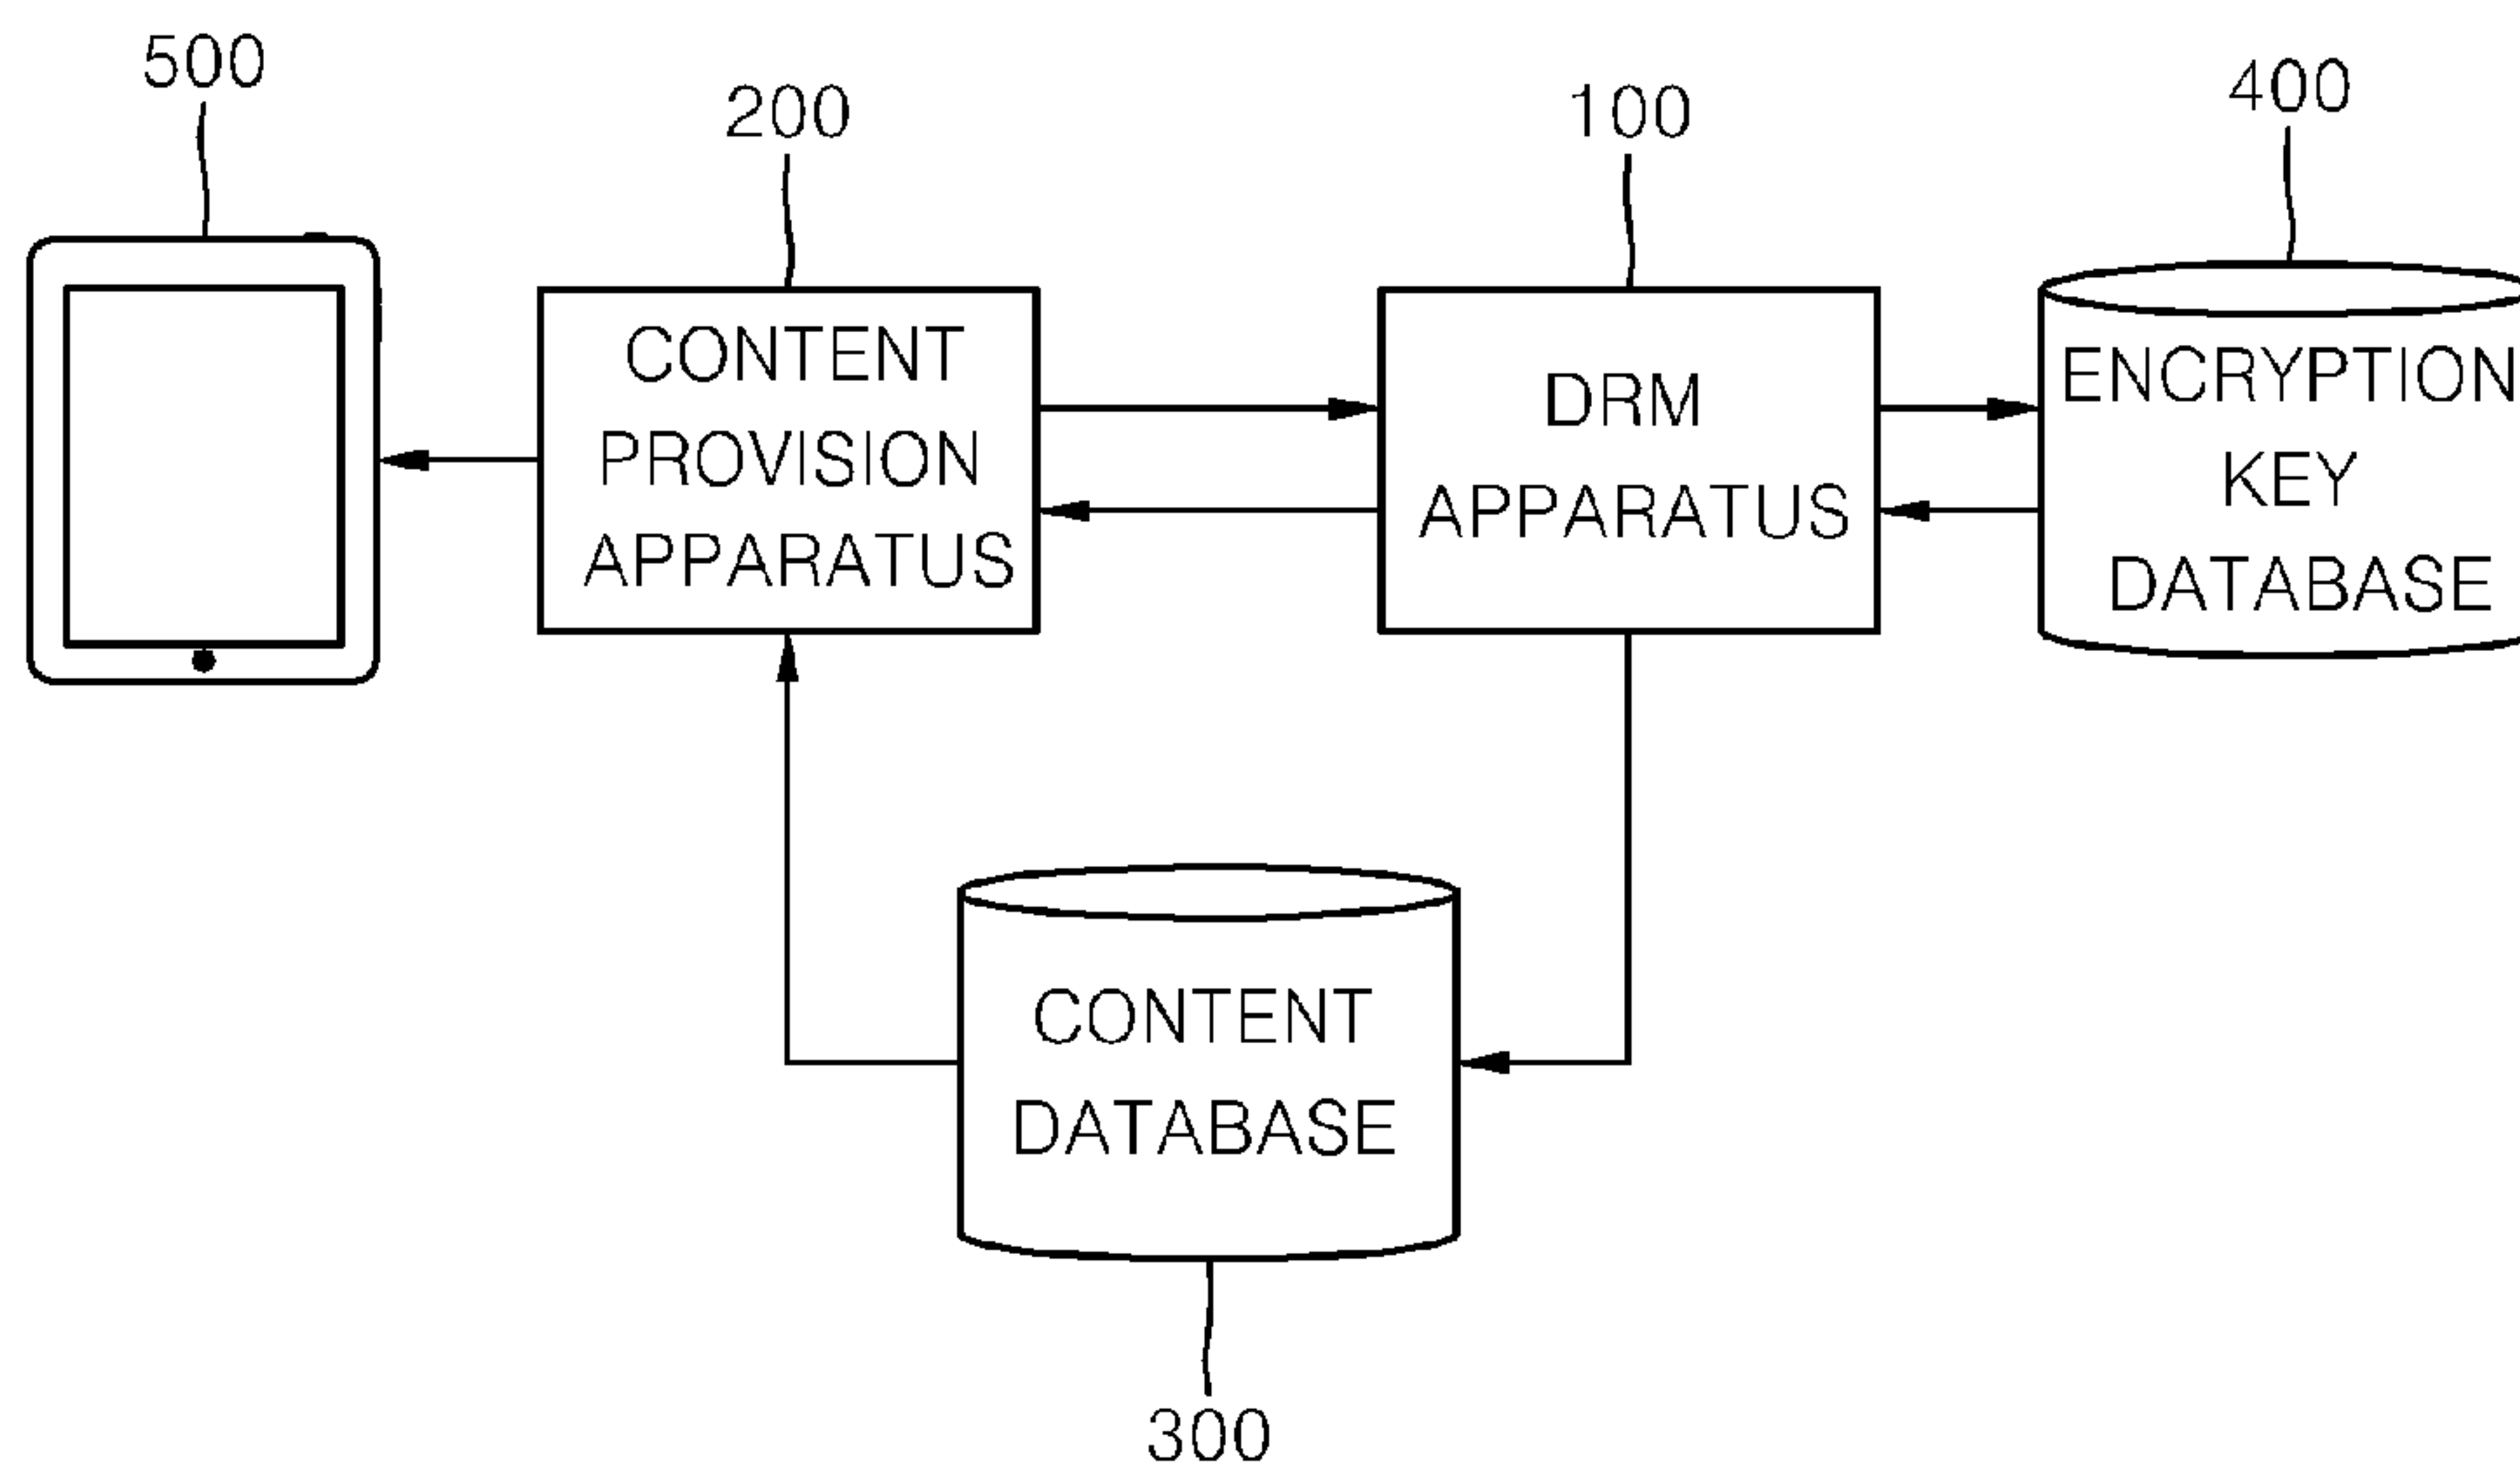 500
200
100
400
CONTENT
PROVISION
APPARATUS
DRM
APPARATUS
ENCRYPTION
KEY
DATABASE
CONTENT
DATABASE
300